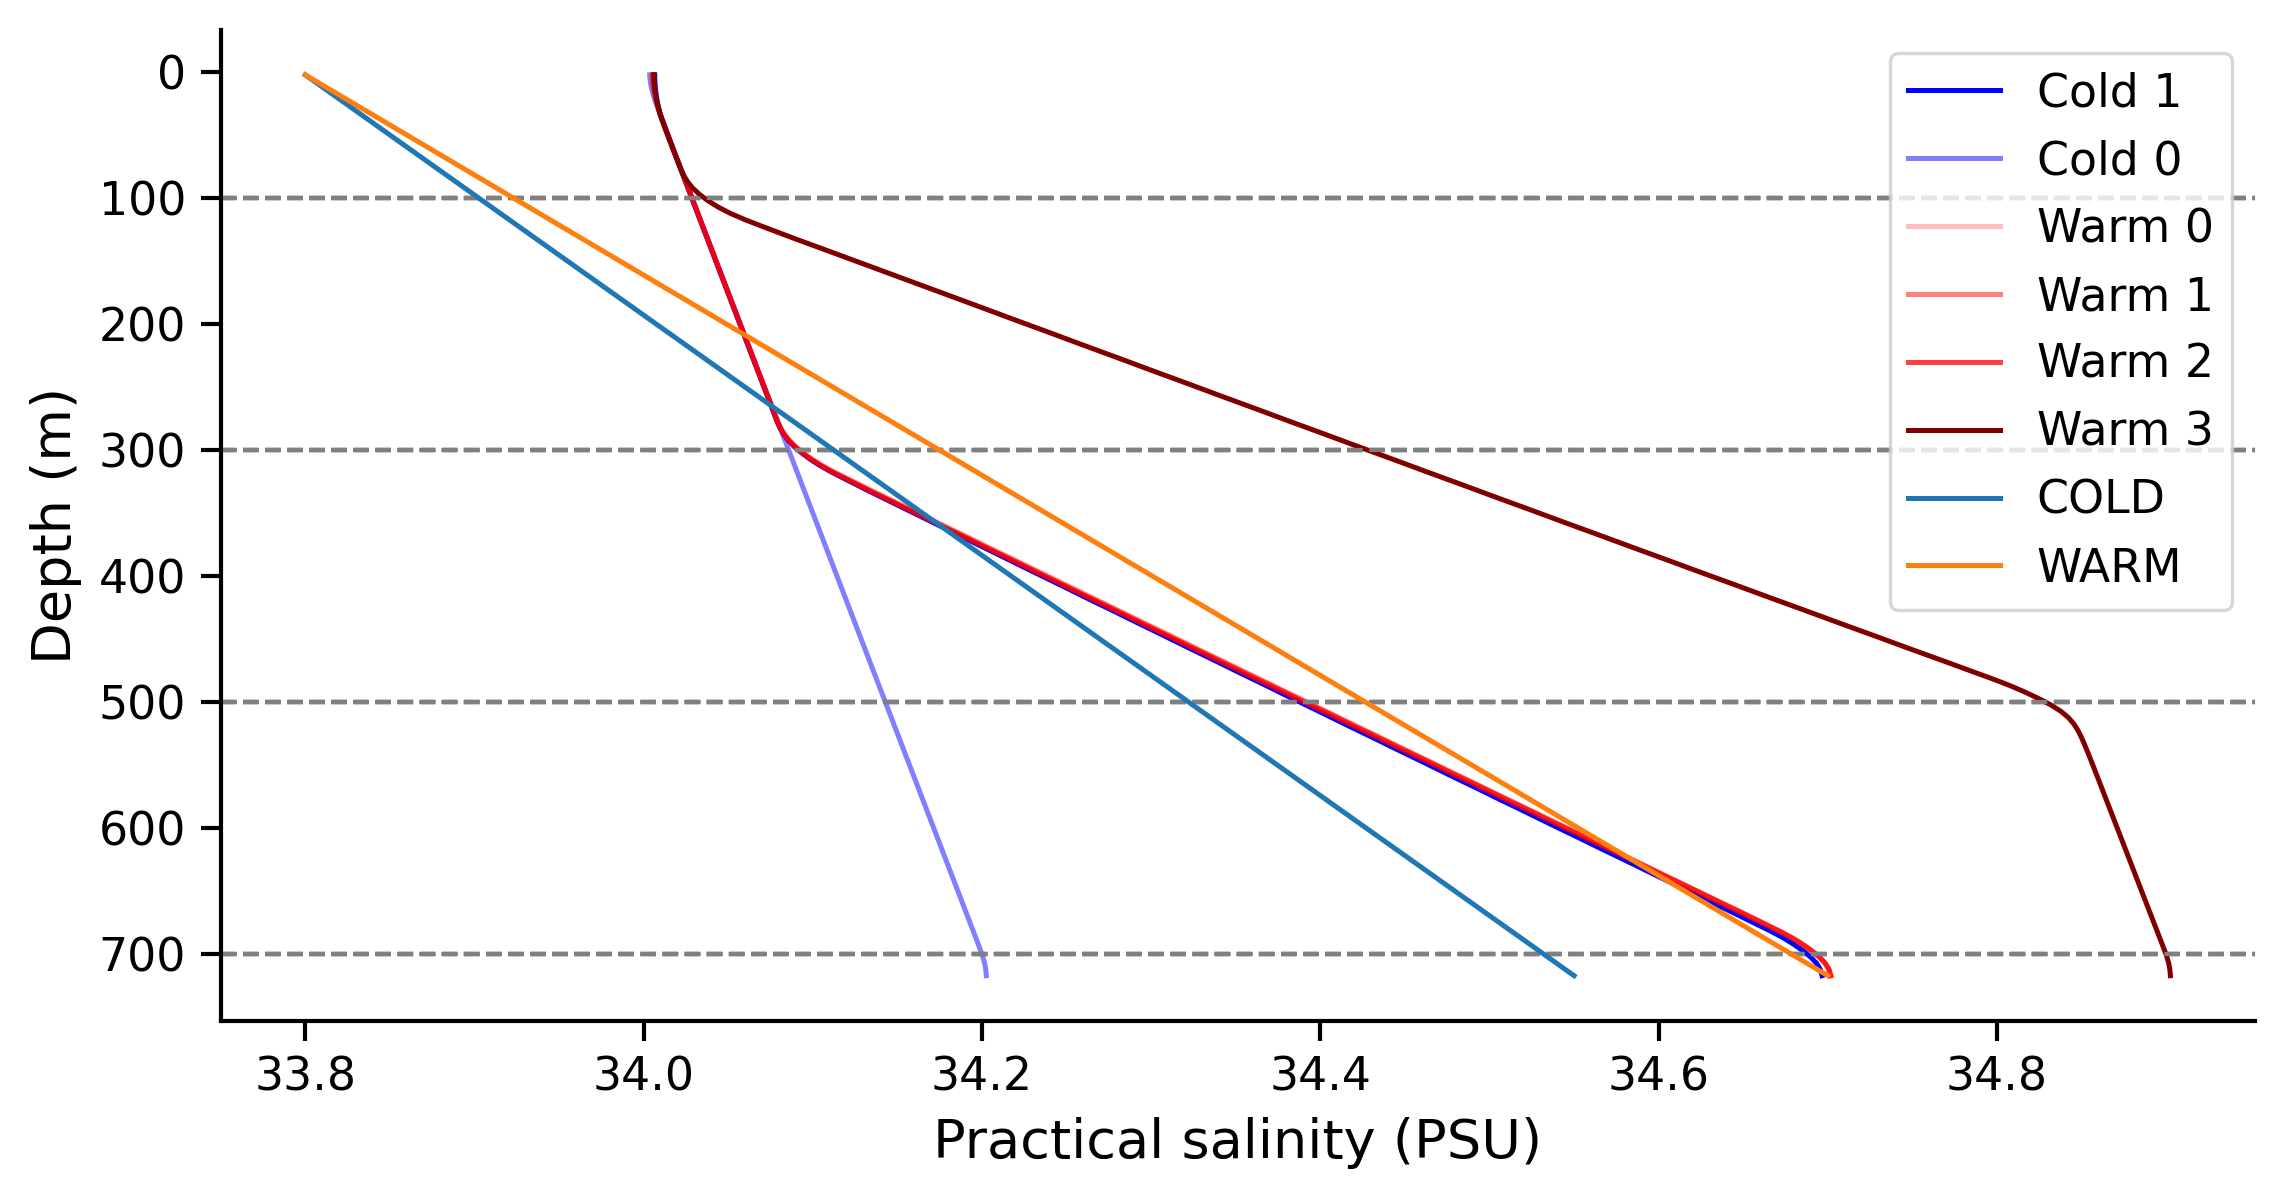 0
100
200
300
400
500
600
700
Depth (m)
33.8
34.0
34.2
34.4
34.6
34.8
Practical salinity (PSU)
Cold 1
Cold 0
Warm 0
Warm 1
Warm 2
Warm 3
COLD
WARM